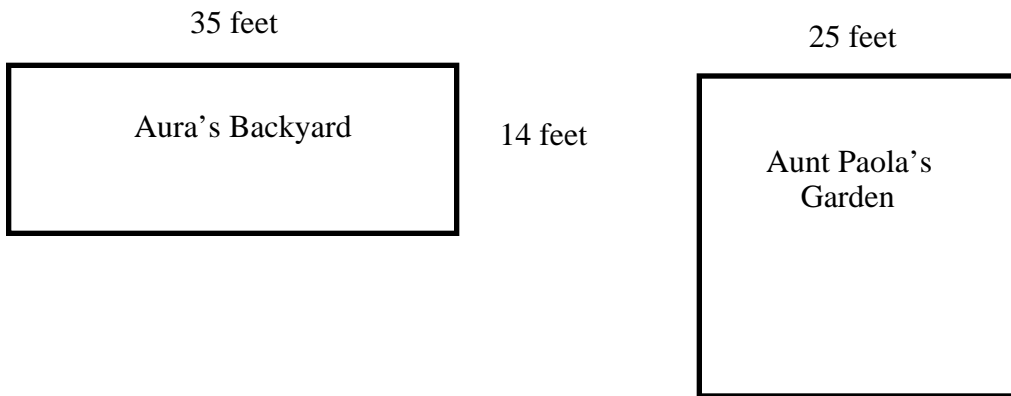 35 feet
25 feet
Aura’s Backyard
14 feet
Aunt Paola’s
Garden